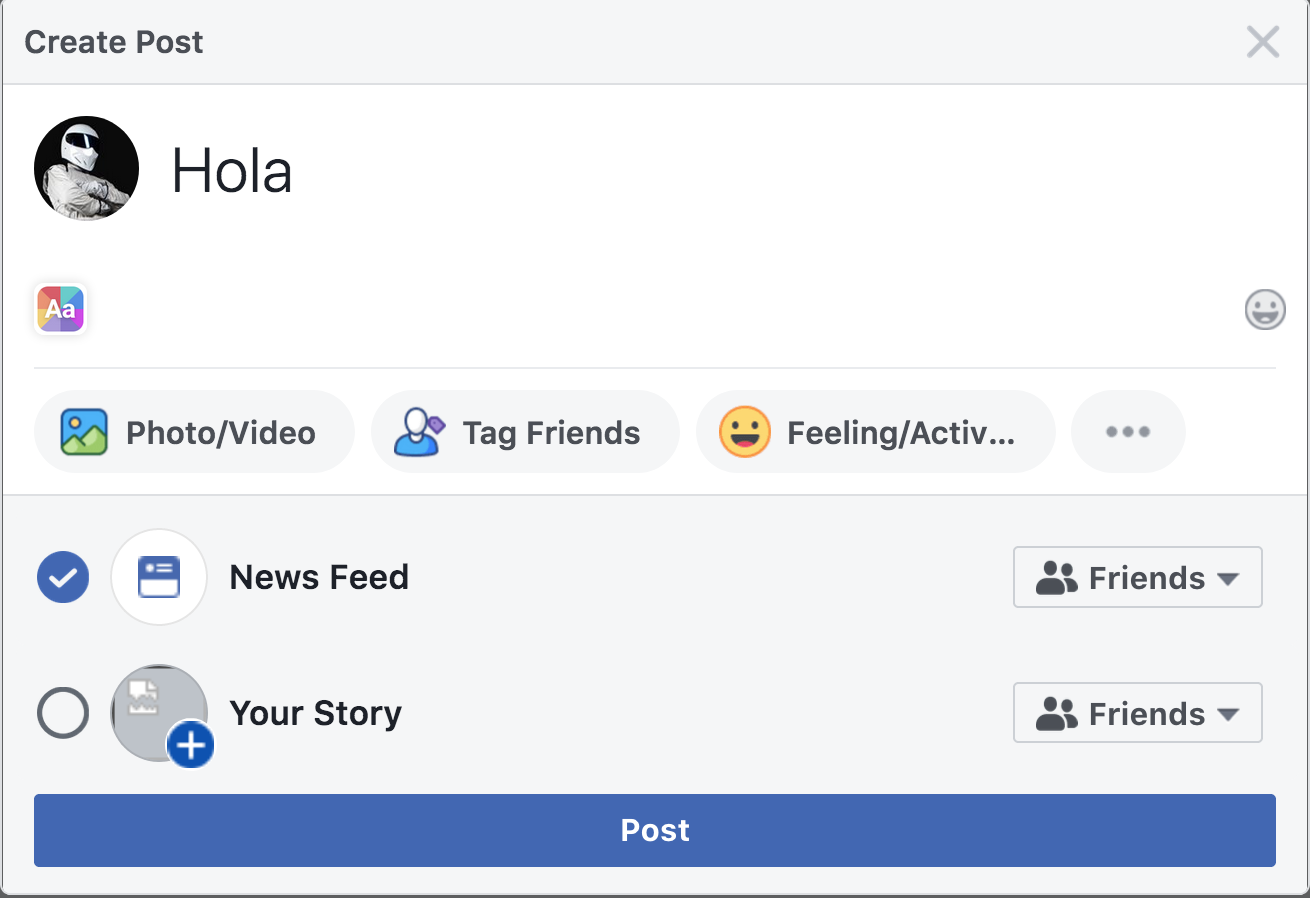 Create Post
Hola
Aa
Photo/Video
Tag Friends
Feeling/Activ...
News Feed
Friends
Your Story
Friends
Post